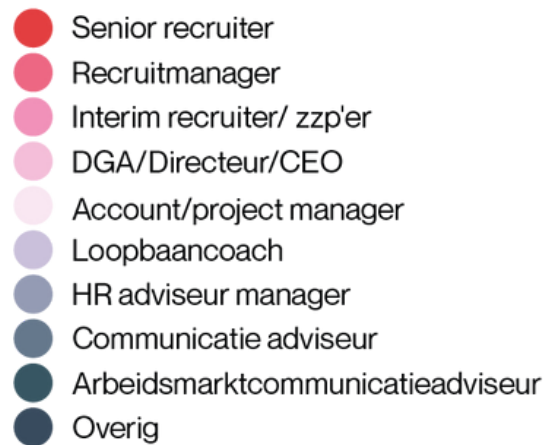 Senior recruiter
Recruitmanager
Interim recruiter/ zzp'er
DGA/Directeur/CEO
Account/project manager
Loopbaancoach
HR adviseur manager
Communicatie adviseur
Arbeidsmarktcommunicatieadviseur
Overig